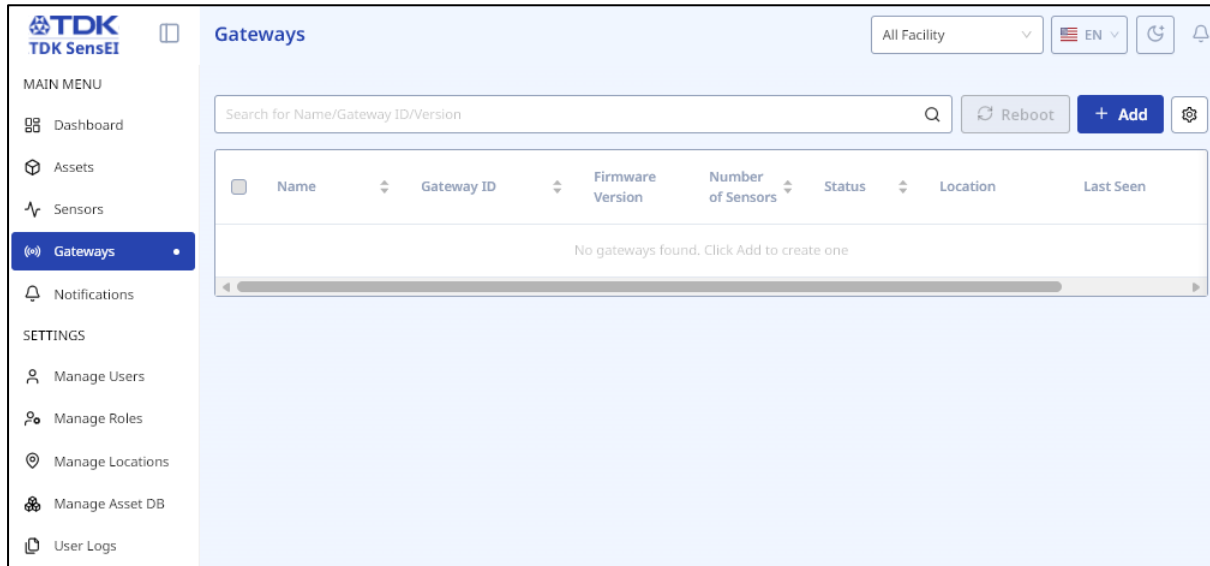 TDK
TDK SensEI
Gateways
All Facility
EN
MAIN MENU
Dashboard
Assets
Sensors
Gateways
Notifications
SETTINGS
Manage Users
Manage Roles
Manage Locations
Manage Asset DB
User Logs
Search for Name/Gateway ID/Version
Reboot
+ Add
Name
Gateway ID
Firmware
Version
Number
of Sensors
Status
Location
Last Seen
No gateways found. Click Add to create one